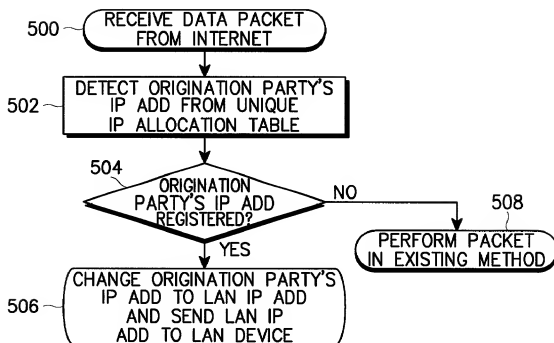 500
RECEIVE DATA PACKET
FROM INTERNET
502
DETECT ORIGINATION PARTY'S
IP ADD FROM UNIQUE
IP ALLOCATION TABLE
504
ORIGINATION
PARTY'S IP ADD
REGISTERED?
NO
YES
508
PERFORM PACKET
IN EXISTING METHOD
506
CHANGE ORIGINATION PARTY'S
IP ADD TO LAN IP ADD
AND SEND LAN IP
ADD TO LAN DEVICE